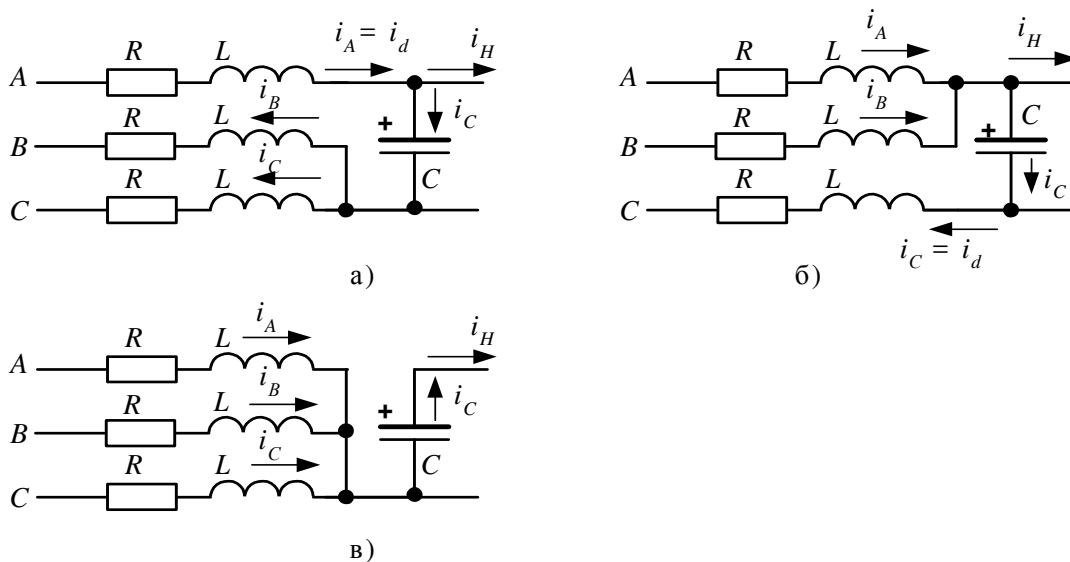 i_A = i_d i_H
R L
A
i_B i_C
R L +
B
i_C C
R L
C
а)
i_A i_H
R L
A
i_B C
R L +
B
i_C
R L
C
i_C = i_d
б)
i_A i_H
R L
A
i_B i_C
R L +
B
i_C C
R L
C
в)